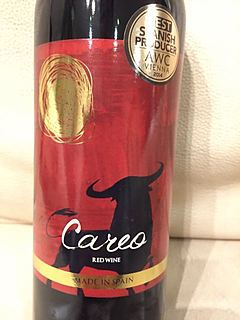 BEST
SPANISH
PRODUCER
AWC
VIENNA
2014
Careo
RED WINE
MADE IN SPAIN